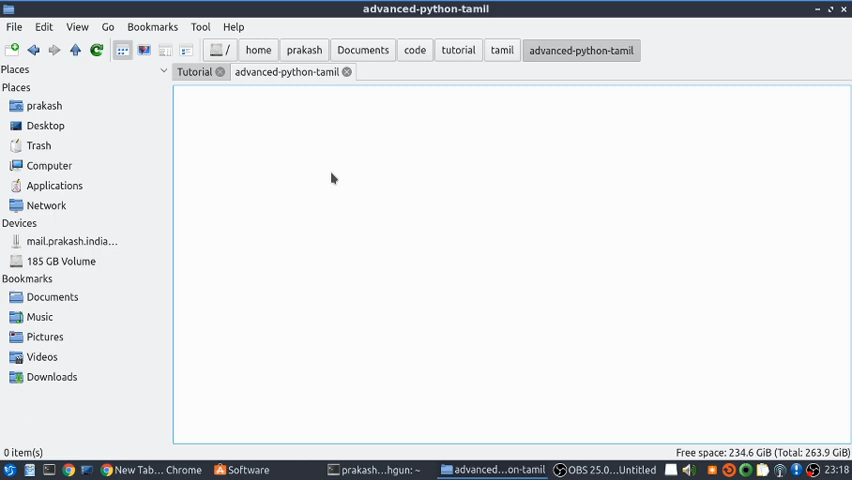 advanced-python-tamil
File Edit View Go Bookmarks Tool Help
/ home prakash Documents code tutorial tamil advanced-python-tamil
Places
Tutorial advanced-python-tamil
Places
prakash
Desktop
Trash
Computer
Applications
Network
Devices
mail.prakash.india...
185 GB Volume
Bookmarks
Documents
Music
Pictures
Videos
Downloads
0 item(s) Free space: 234.6 GiB (Total: 263.9 GiB)
New Tab... Chrome Software prakash...hgun: ~ advanced...on-tamil OBS 25.0...Untitled 23:18